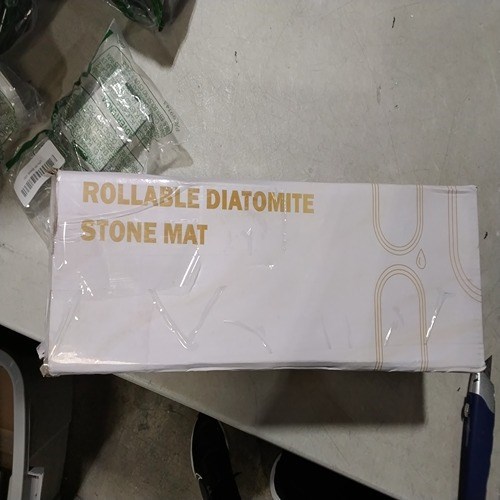 ROLLABLE DIATOMITE
STONE MAT